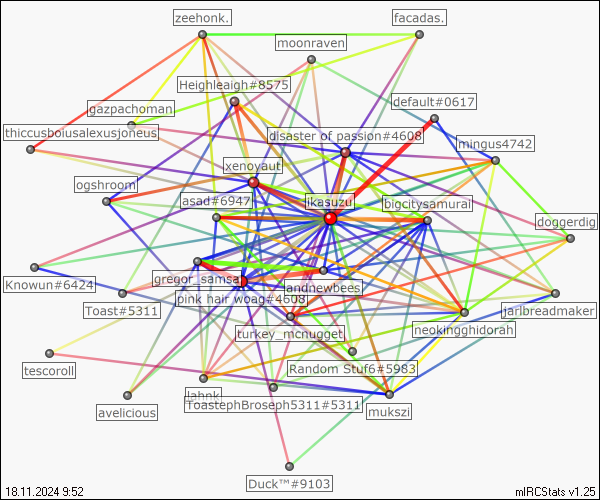 zeehonk.
facadas.
moonraven
Heighleaigh#8575
default#0617
gazpachoman
thiccusboiusalexusjoneus
disaster of passion#4608
mingus4742
xenoyaut
ogshroom
asad#6947
ikasuzu
bigcitysamurai
doggerdig
gregor_samsa
andnewbees
Knowun#6424
pink hair woag#4608
Toast#5311
jarlbreadmaker
turkey_mcnugget
neokingghidorah
Random Stuf6#5983
tescoroll
lahnk
ToastephBroseph5311#5311
avelicious
mukszi
Duck™#9103
18.11.2024 9:52
mIRCStats v1.25